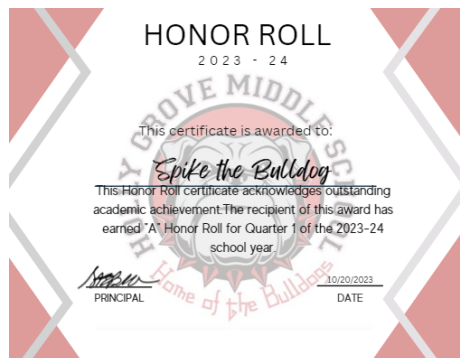 HONOR ROLL
2023 - 24
HOLLY GROVE MIDDLE SCHOOL
This certificate is awarded to:
Spike the Bulldog
This Honor Roll certificate acknowledges outstanding
academic achievement.The recipient of this award has
earned "A" Honor Roll for Quarter 1 of the 2023-24
school year.
Home of the Bulldogs
10/20/2023
PRINCIPAL
DATE